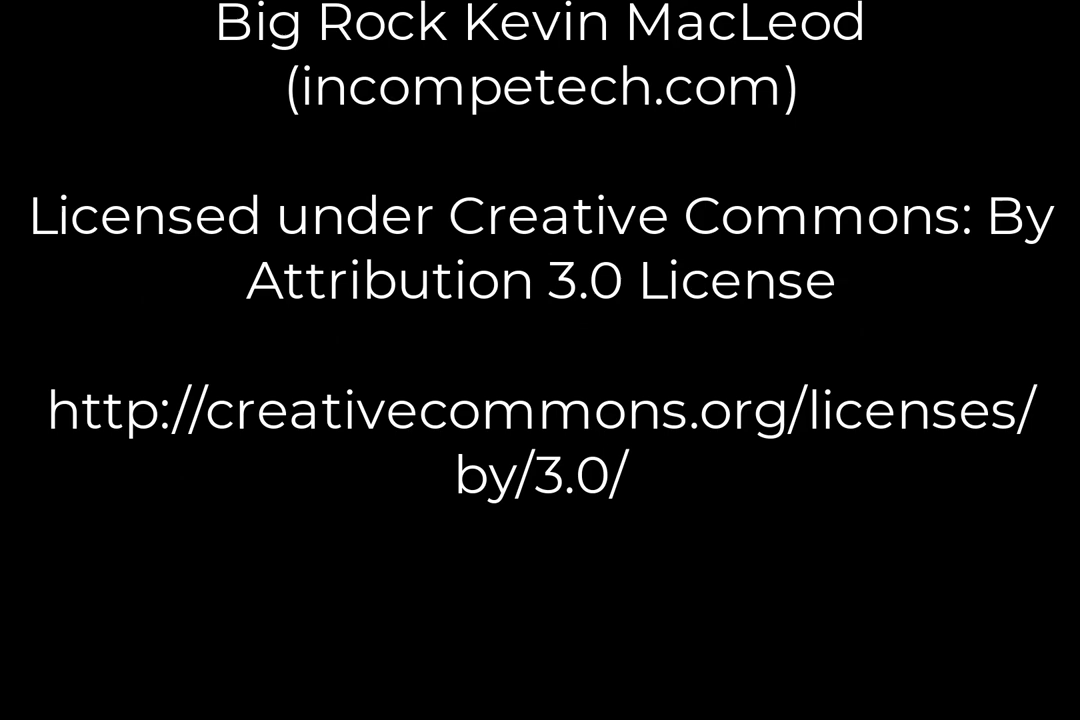 Big Rock Kevin MacLeod
(incompetech.com)
Licensed under Creative Commons: By
Attribution 3.0 License
http://creativecommons.org/licenses/
by/3.0/